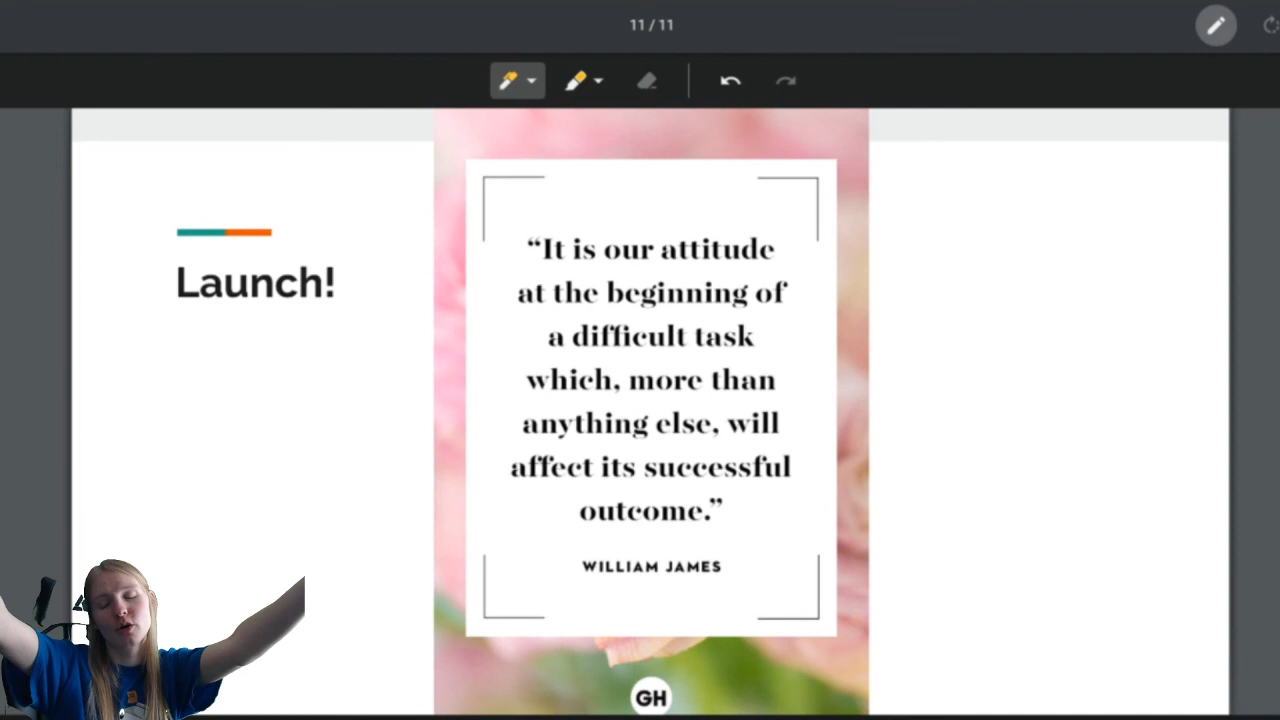 11 / 11
Launch!
“It is our attitude
at the beginning of
a difficult task
which, more than
anything else, will
affect its successful
outcome.”
WILLIAM JAMES
GH